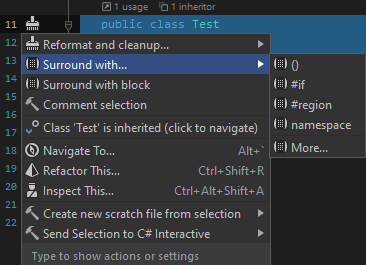 1 usage 1 inheritor
11 public class Test
12 Reformat and cleanup...
13 Surround with... ()
14 Surround with block #if
15 Comment selection #region
16 namespace
17 Class 'Test' is inherited (click to navigate)
18 Navigate To... Alt+` More...
19 Refactor This... Ctrl+Shift+R
20 Inspect This... Ctrl+Alt+Shift+A
21 Create new scratch file from selection
22 Send Selection to C# Interactive
Type to show actions or settings